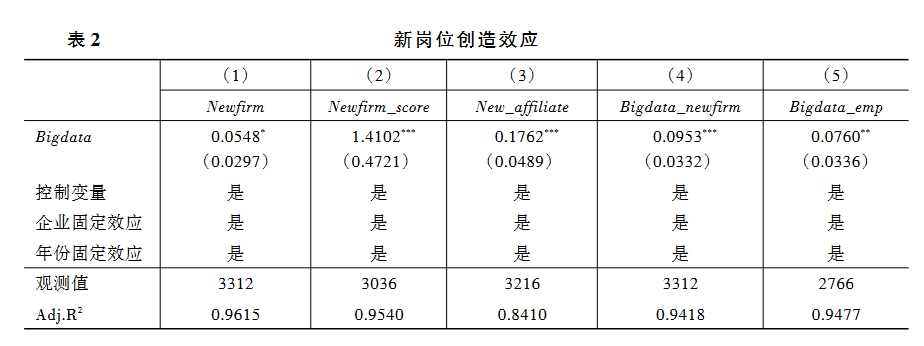 表 2 新岗位创造效应
（1） （2） （3） （4） （5）
Newfirm Newfirm_score New_affiliate Bigdata_newfirm Bigdata_emp
Bigdata 0.0548* 1.4102*** 0.1762*** 0.0953*** 0.0760**
（0.0297） （0.4721） （0.0489） （0.0332） （0.0336）
控制变量 是 是 是 是 是
企业固定效应 是 是 是 是 是
年份固定效应 是 是 是 是 是
观测值 3312 3036 3216 3312 2766
Adj.R² 0.9615 0.9540 0.8410 0.9418 0.9477